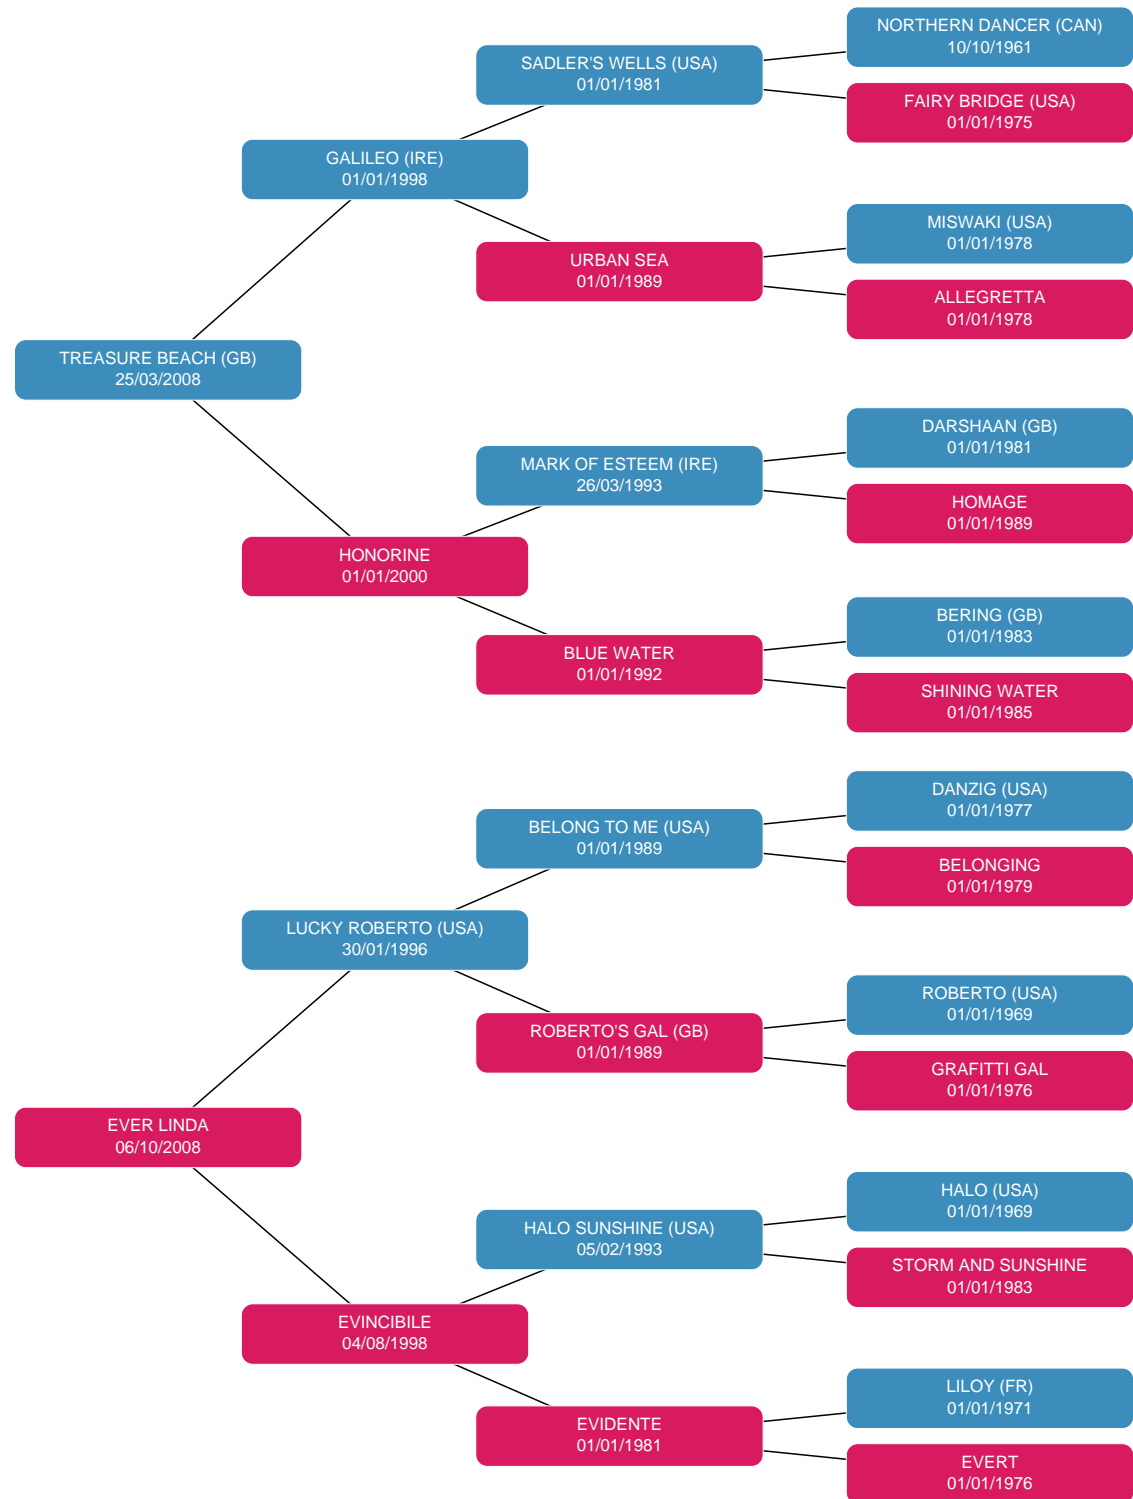 NORTHERN DANCER (CAN)
10/10/1961
SADLER'S WELLS (USA)
01/01/1981
FAIRY BRIDGE (USA)
01/01/1975
GALILEO (IRE)
01/01/1998
MISWAKI (USA)
01/01/1978
URBAN SEA
01/01/1989
ALLEGRETTA
01/01/1978
TREASURE BEACH (GB)
25/03/2008
DARSHAAN (GB)
01/01/1981
MARK OF ESTEEM (IRE)
26/03/1993
HOMAGE
01/01/1989
HONORINE
01/01/2000
BERING (GB)
01/01/1983
BLUE WATER
01/01/1992
SHINING WATER
01/01/1985
DANZIG (USA)
01/01/1977
BELONG TO ME (USA)
01/01/1989
BELONGING
01/01/1979
LUCKY ROBERTO (USA)
30/01/1996
ROBERTO (USA)
01/01/1969
ROBERTO'S GAL (GB)
01/01/1989
GRAFITTI GAL
01/01/1976
EVER LINDA
06/10/2008
HALO (USA)
01/01/1969
HALO SUNSHINE (USA)
05/02/1993
STORM AND SUNSHINE
01/01/1983
EVINCIBILE
04/08/1998
LILOY (FR)
01/01/1971
EVIDENTE
01/01/1981
EVERT
01/01/1976